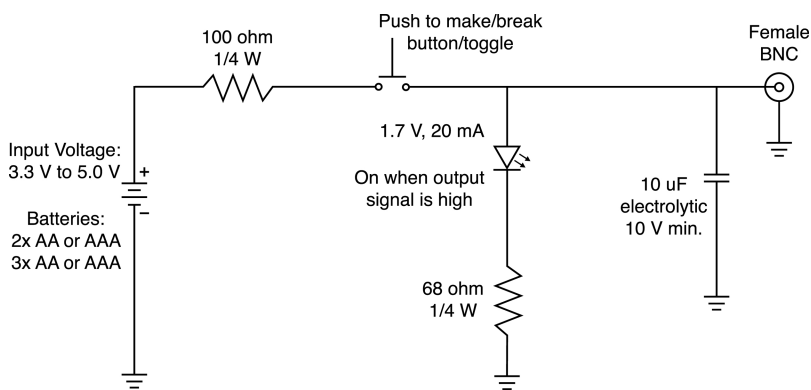 Push to make/break
button/toggle
Female
BNC
100 ohm
1/4 W
1.7 V, 20 mA
On when output
signal is high
Input Voltage:
3.3 V to 5.0 V
+
−
Batteries:
2x AA or AAA
3x AA or AAA
10 uF
electrolytic
10 V min.
68 ohm
1/4 W